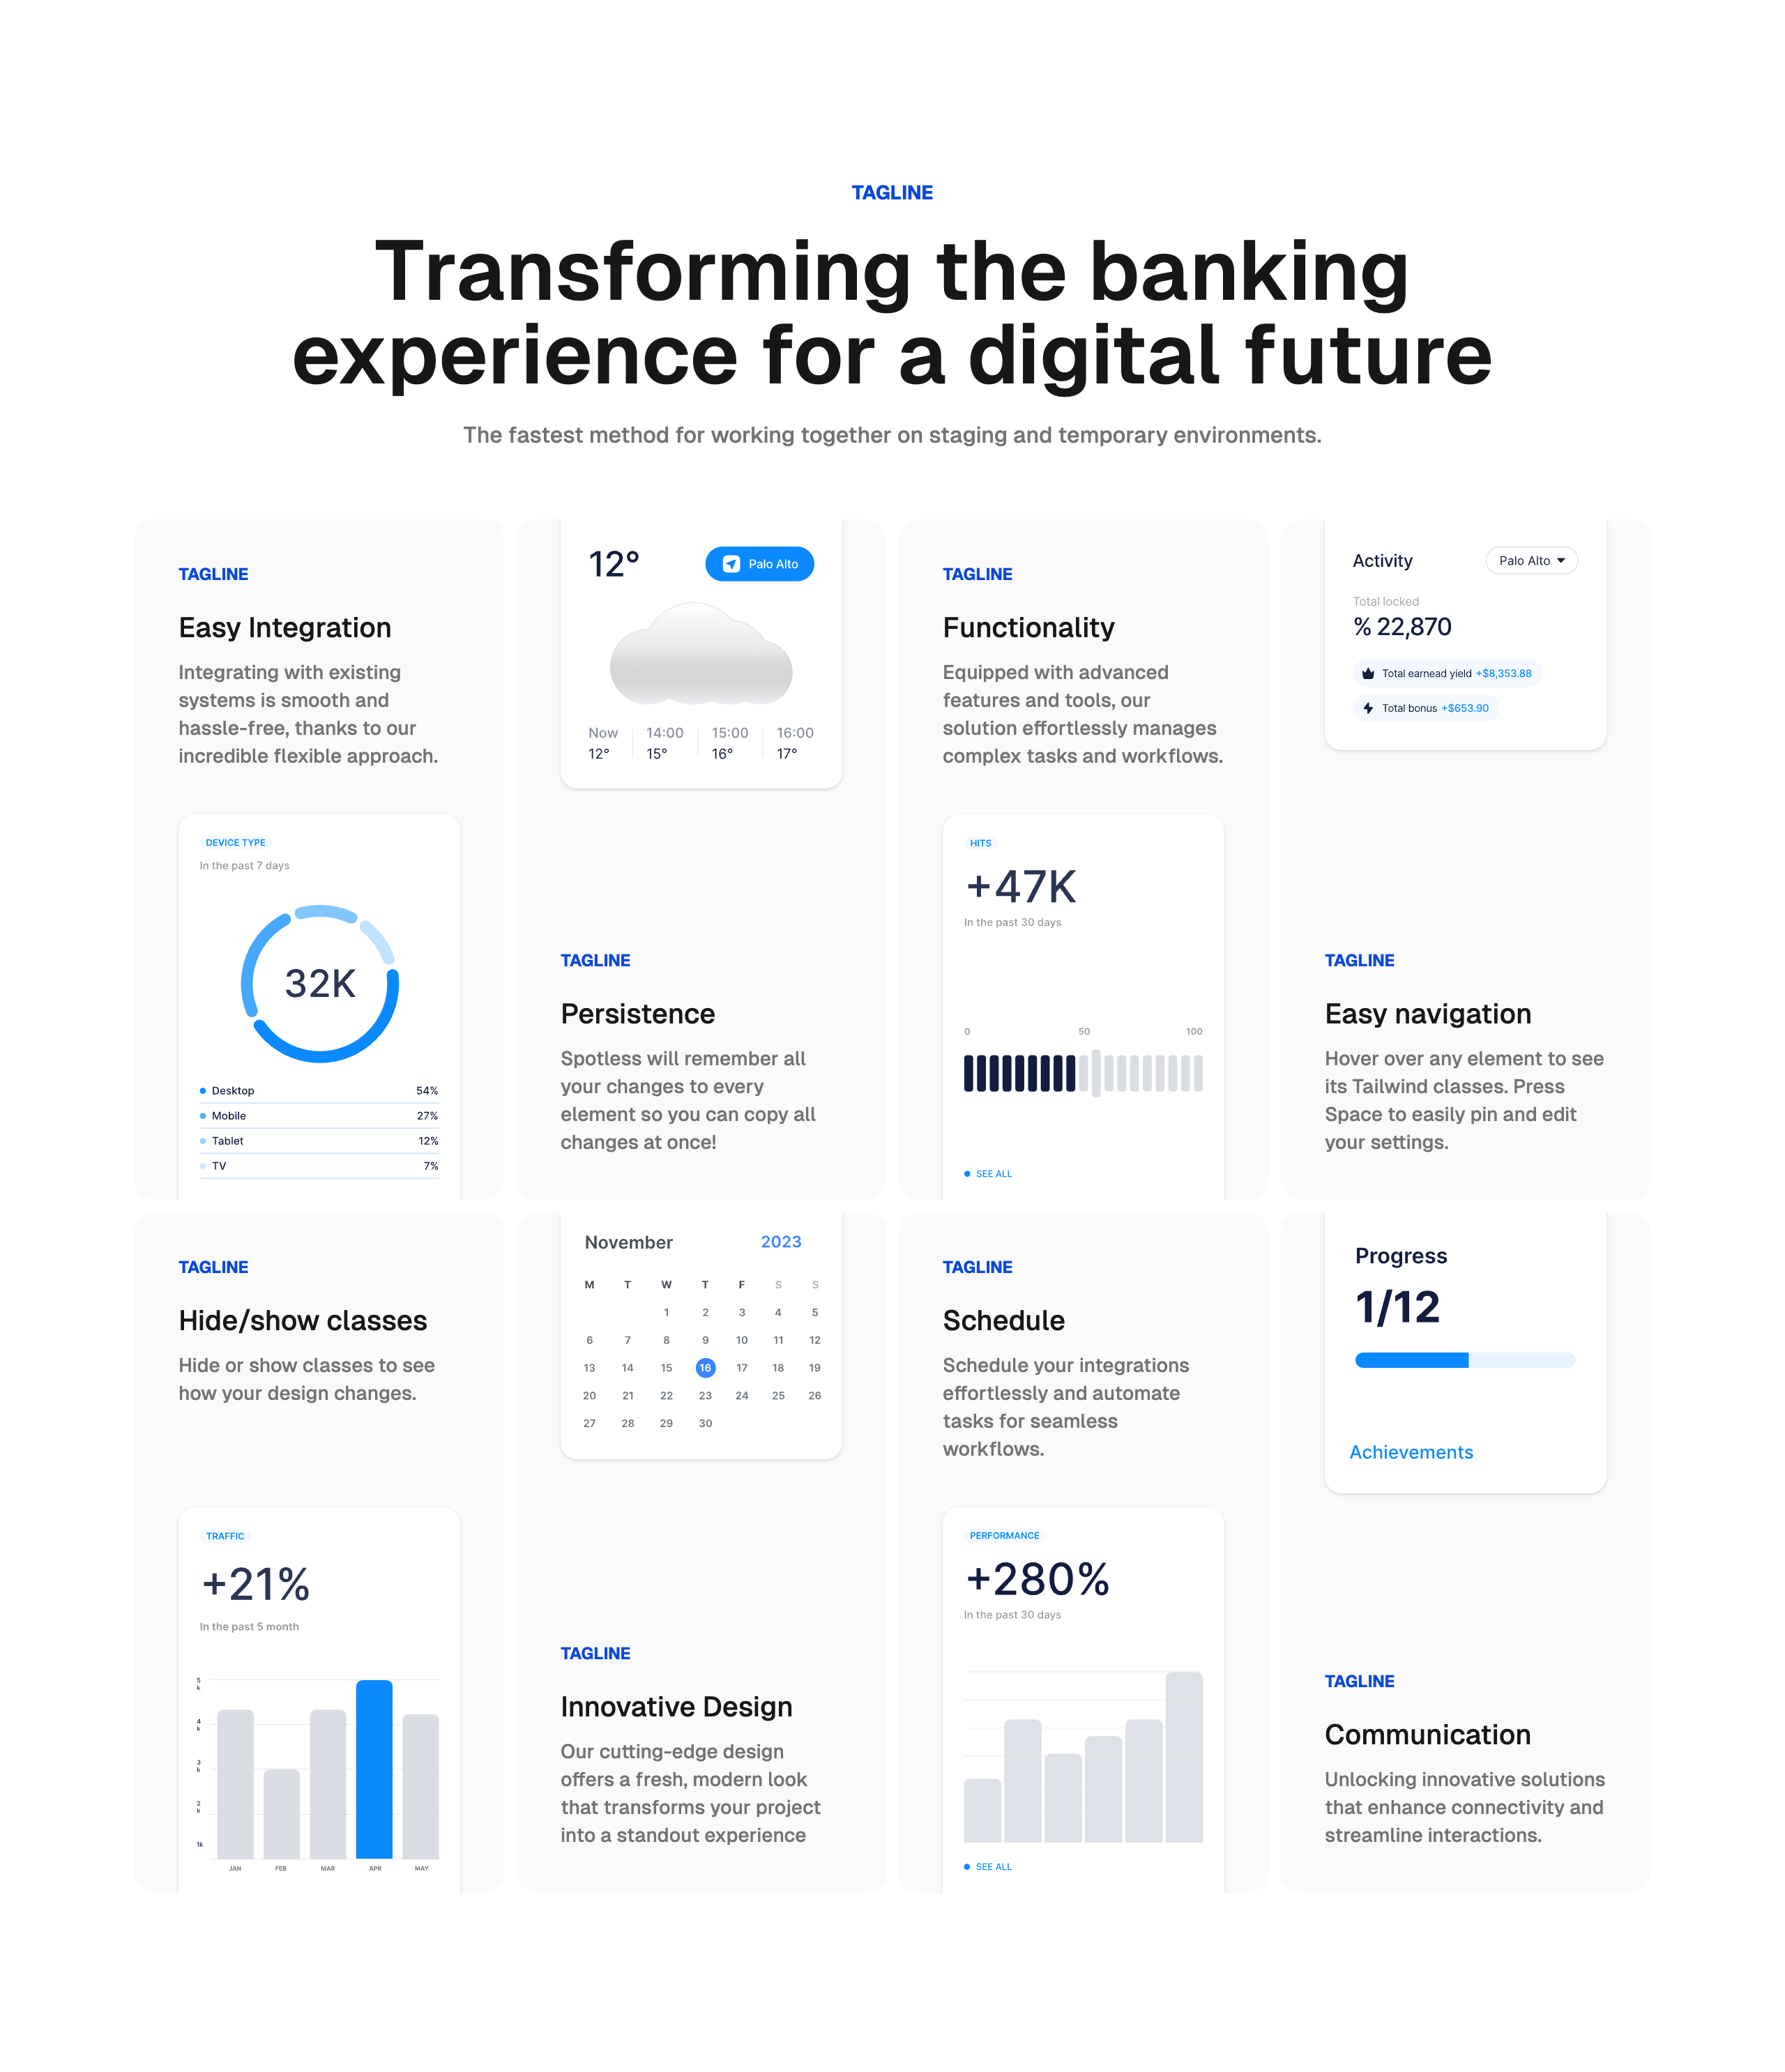 TAGLINE
Transforming the banking
experience for a digital future
The fastest method for working together on staging and temporary environments.
TAGLINE
Easy Integration
Integrating with existing
systems is smooth and
hassle-free, thanks to our
incredible flexible approach.
DEVICE TYPE
In the past 7 days
32K
Desktop 54%
Mobile 27%
Tablet 12%
TV 7%
12° Palo Alto
Now 14:00 15:00 16:00
12° 15° 16° 17°
TAGLINE
Persistence
Spotless will remember all
your changes to every
element so you can copy all
changes at once!
TAGLINE
Functionality
Equipped with advanced
features and tools, our
solution effortlessly manages
complex tasks and workflows.
HITS
+47K
In the past 30 days
0 50 100
SEE ALL
Activity Palo Alto
Total locked
% 22,870
Total earnead yield +$8,353.88
Total bonus +$653.90
TAGLINE
Easy navigation
Hover over any element to see
its Tailwind classes. Press
Space to easily pin and edit
your settings.
TAGLINE
Hide/show classes
Hide or show classes to see
how your design changes.
TRAFFIC
+21%
In the past 5 month
5
k
4
k
3
k
2
k
1k
JAN FEB MAR APR MAY
November 2023
M T W T F S S
1 2 3 4 5
6 7 8 9 10 11 12
13 14 15 16 17 18 19
20 21 22 23 24 25 26
27 28 29 30
TAGLINE
Innovative Design
Our cutting-edge design
offers a fresh, modern look
that transforms your project
into a standout experience
TAGLINE
Schedule
Schedule your integrations
effortlessly and automate
tasks for seamless
workflows.
PERFORMANCE
+280%
In the past 30 days
SEE ALL
Progress
1/12
Achievements
TAGLINE
Communication
Unlocking innovative solutions
that enhance connectivity and
streamline interactions.